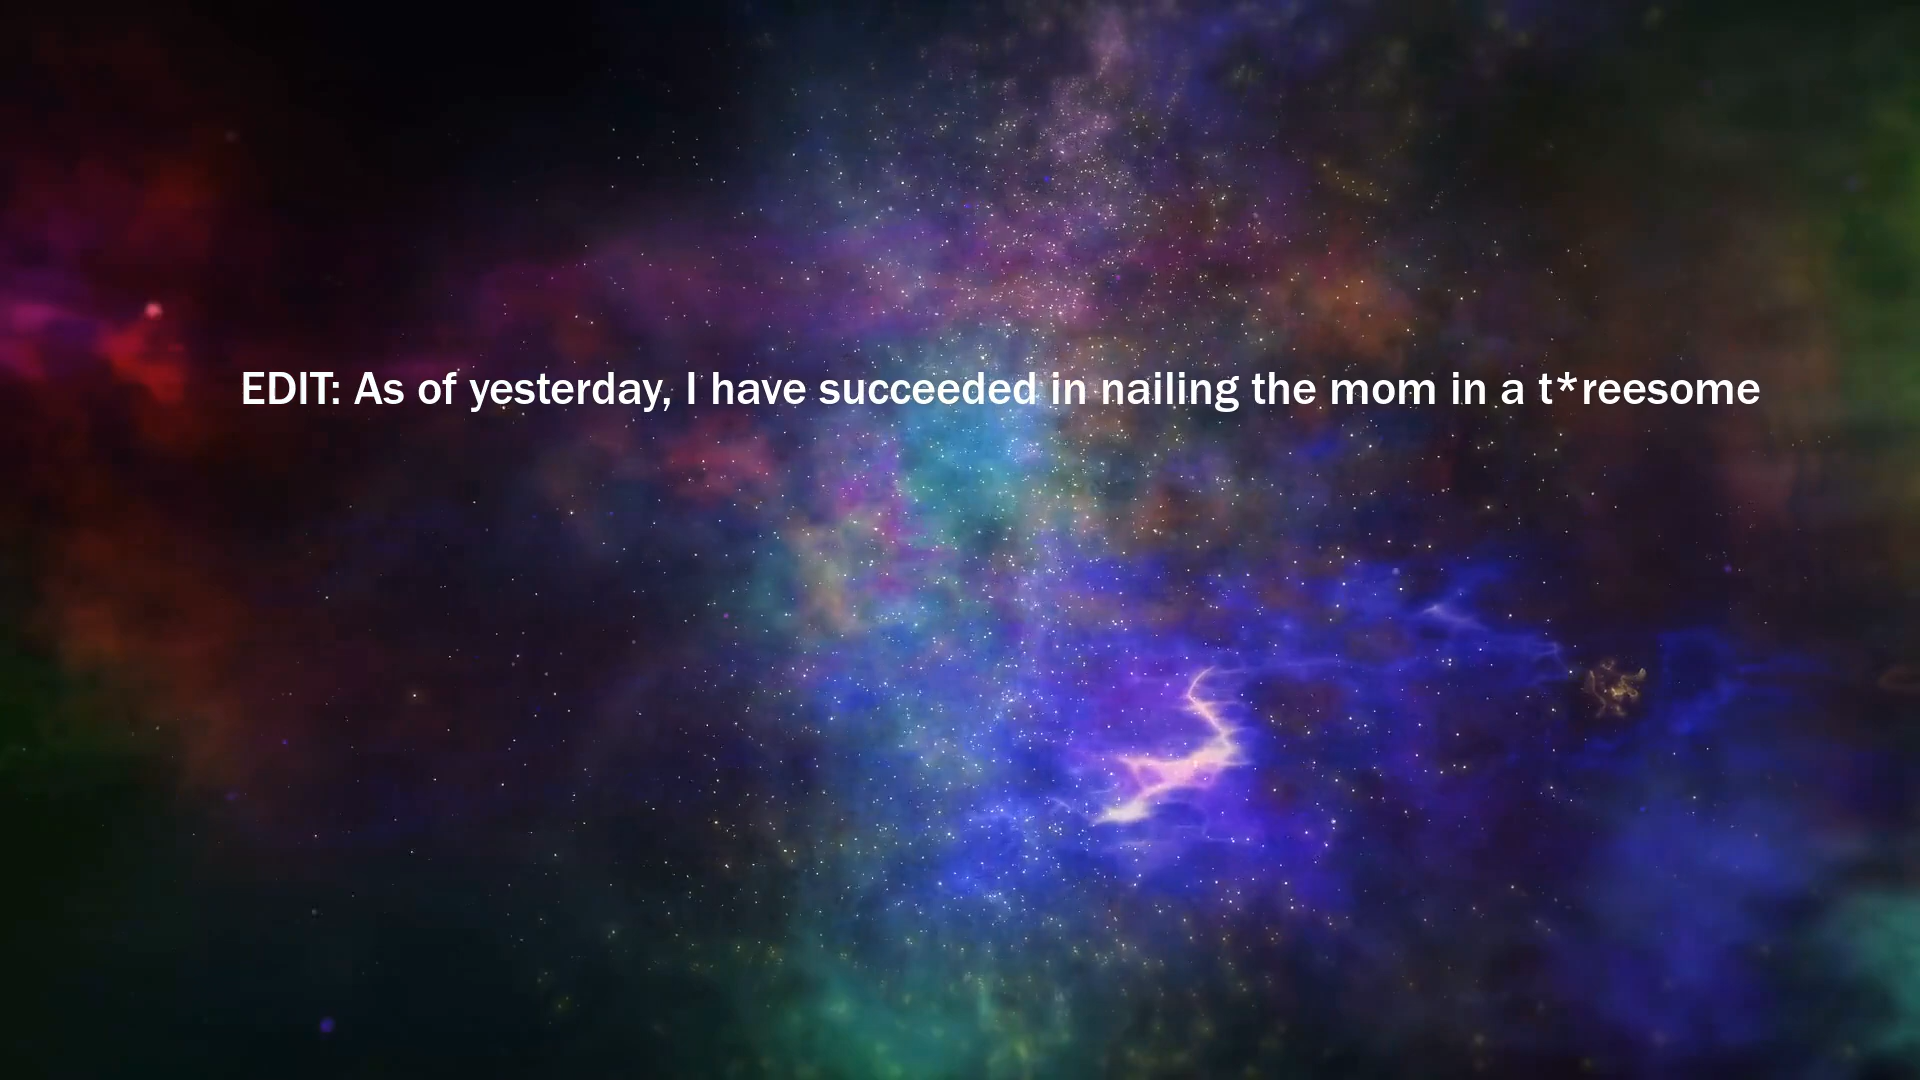 EDIT: As of yesterday, I have succeeded in nailing the mom in a t*reesome